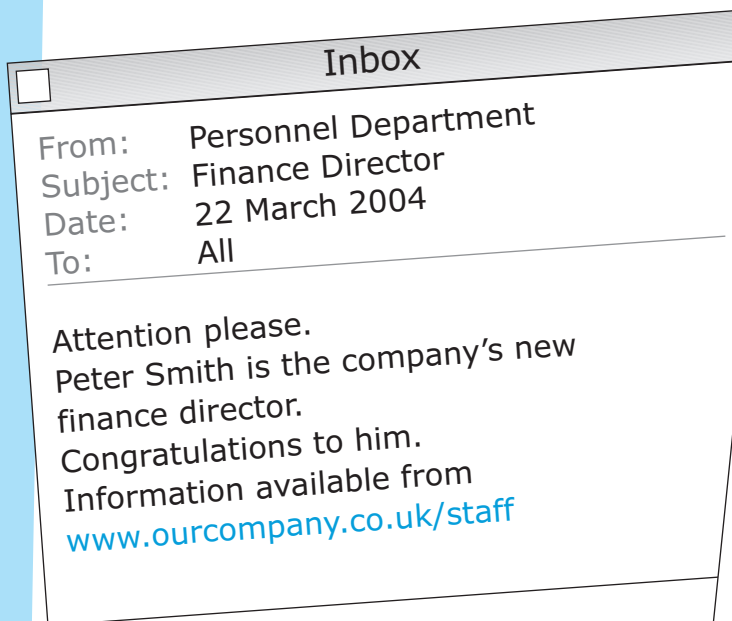 Inbox
From: Personnel Department
Subject: Finance Director
Date: 22 March 2004
To: All
Attention please.
Peter Smith is the company's new
finance director.
Congratulations to him.
Information available from
www.ourcompany.co.uk/staff